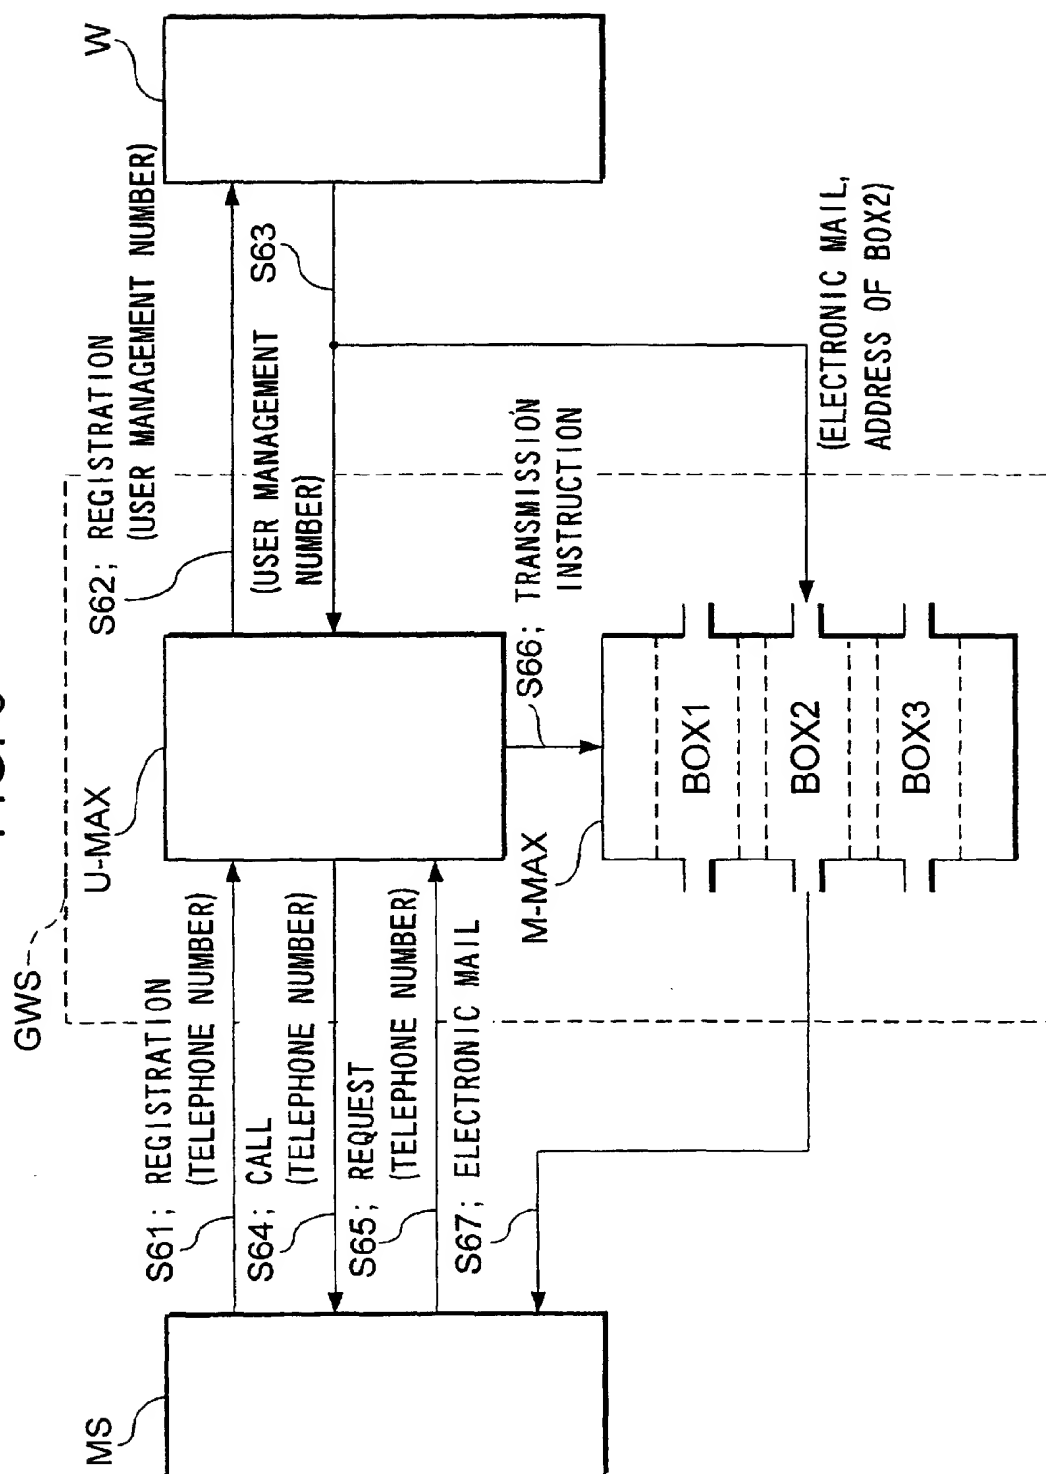 GWS
U-MAX
W
MS
S61; REGISTRATION
(TELEPHONE NUMBER)
S64; CALL
(TELEPHONE NUMBER)
S65; REQUEST
(TELEPHONE NUMBER)
S67; ELECTRONIC MAIL
S62; REGISTRATION
(USER MANAGEMENT NUMBER)
S63
(USER MANAGEMENT
NUMBER)
S66; TRANSMISSION
INSTRUCTION
M-MAX
BOX1
BOX2
BOX3
(ELECTRONIC MAIL,
ADDRESS OF BOX2)